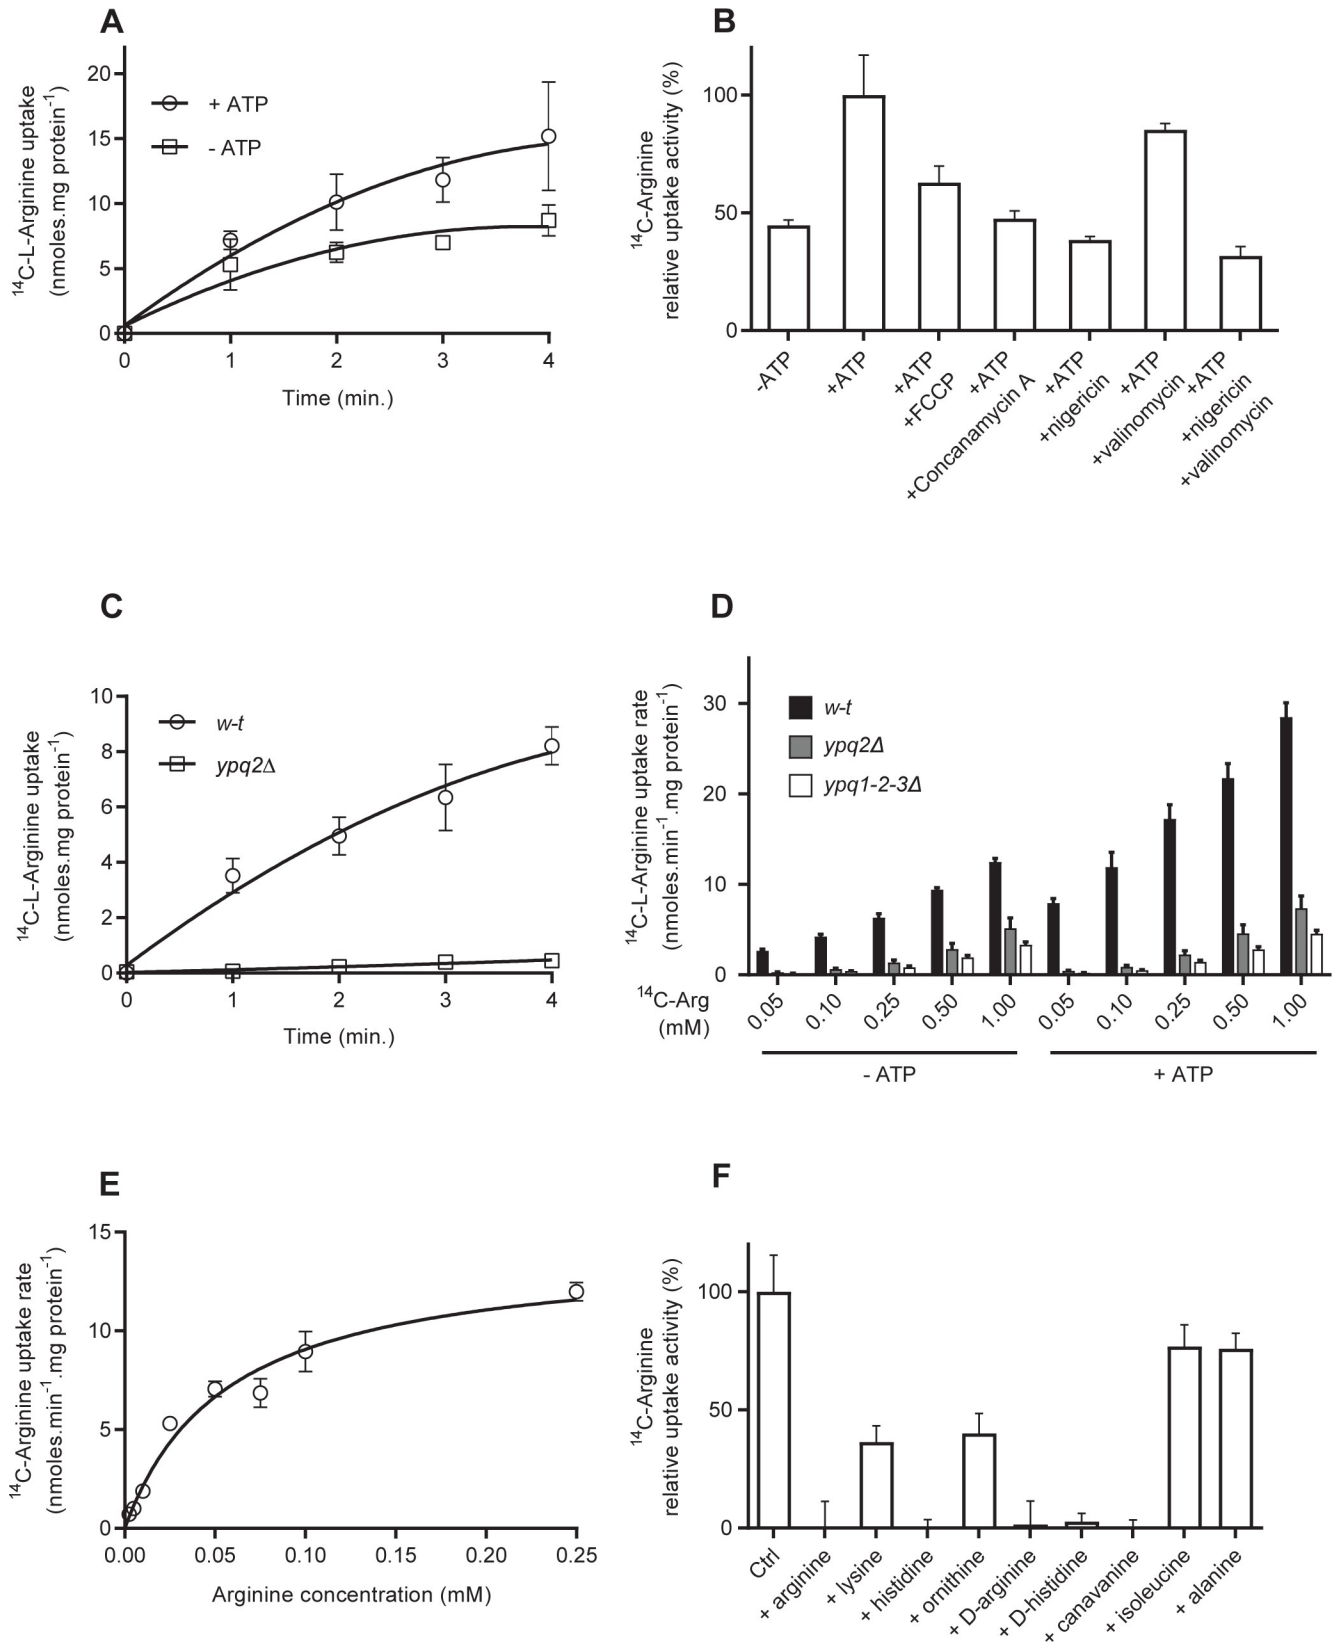 A
¹⁴C-L-Arginine uptake
(nmoles.mg protein⁻¹)
20
15
10
5
0
+ ATP
- ATP
0 1 2 3 4
Time (min.)
B
¹⁴C-Arginine
relative uptake activity (%)
100
50
0
-ATP
+ATP
+ATP
+FCCP
+ATP
+Concanamycin A
+ATP
+nigericin
+ATP
+valinomycin
+ATP
+nigericin
+valinomycin
C
¹⁴C-L-Arginine uptake
(nmoles.mg protein⁻¹)
10
8
6
4
2
0
w-t
ypq2Δ
0 1 2 3 4
Time (min.)
D
¹⁴C-L-Arginine uptake rate
(nmoles.min⁻¹.mg protein⁻¹)
30
20
10
0
w-t
ypq2Δ
ypq1-2-3Δ
¹⁴C-Arg
(mM)
0.05 0.10 0.25 0.50 1.00 0.05 0.10 0.25 0.50 1.00
- ATP + ATP
E
¹⁴C-Arginine uptake rate
(nmoles.min⁻¹.mg protein⁻¹)
15
10
5
0
0.00 0.05 0.10 0.15 0.20 0.25
Arginine concentration (mM)
F
¹⁴C-Arginine
relative uptake activity (%)
100
50
0
Ctrl
+ arginine
+ lysine
+ histidine
+ ornithine
+ D-arginine
+ D-histidine
+ canavanine
+ isoleucine
+ alanine